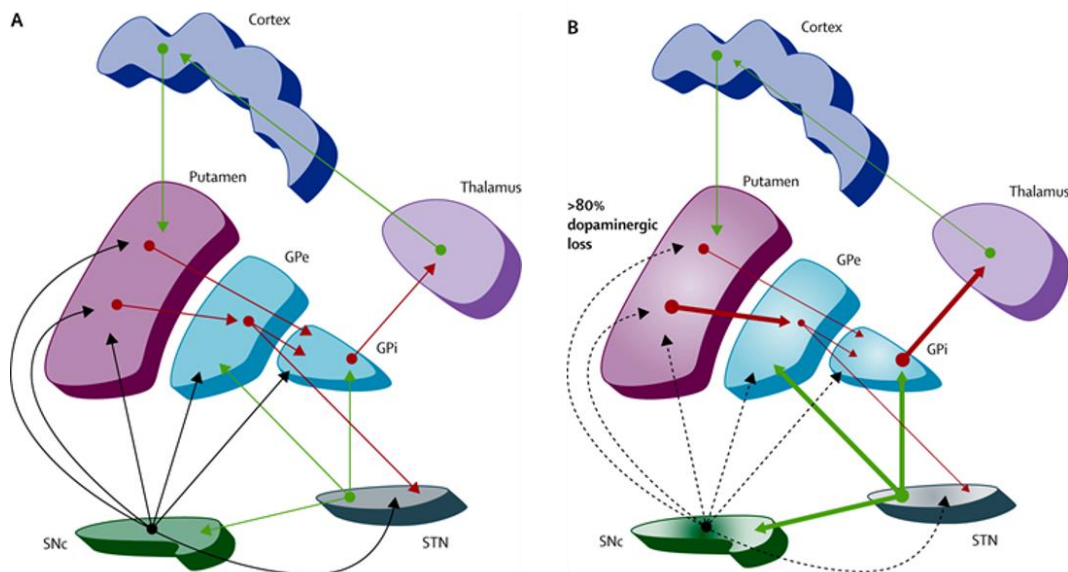 A
Cortex
Putamen
Thalamus
GPe
GPi
SNc
STN
B
Cortex
Putamen
Thalamus
>80%
dopaminergic
loss
GPe
GPi
SNc
STN